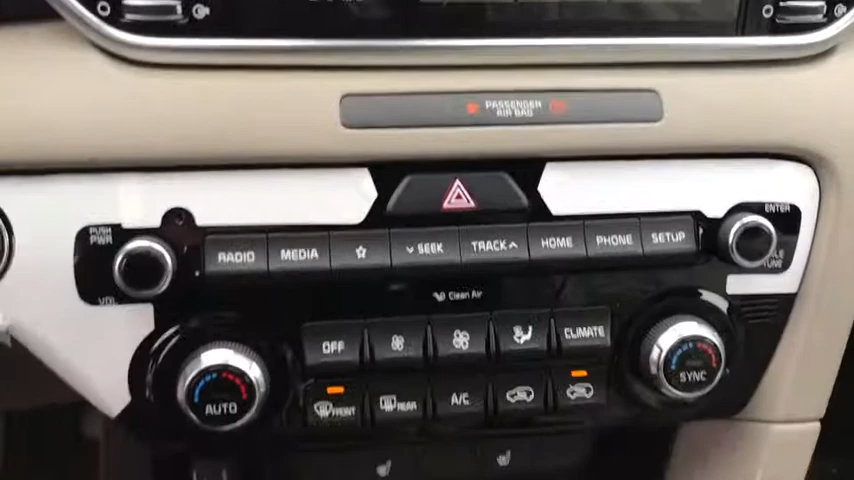 PASSENGER
AIR BAG
PUSH
PWR
VOL
RADIO
MEDIA
SEEK
TRACK
HOME
PHONE
SETUP
ENTER
TUNE
Clean Air
OFF
CLIMATE
AUTO
FRONT
REAR
A/C
SYNC